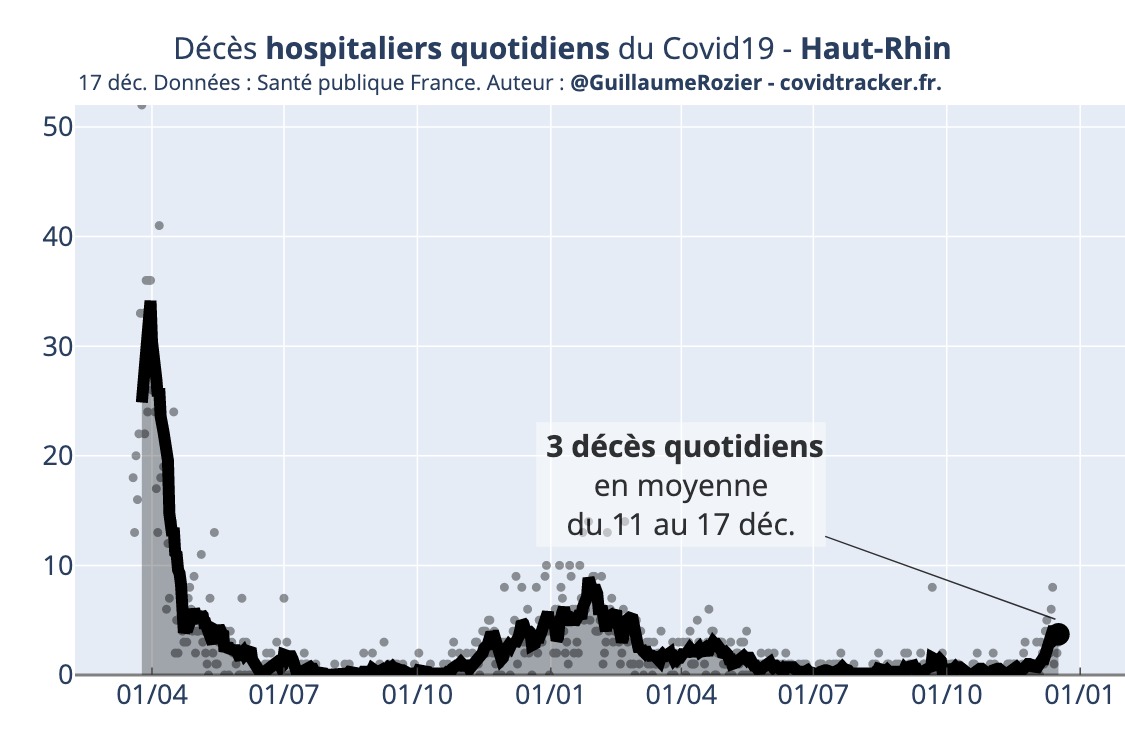 Décès hospitaliers quotidiens du Covid19 - Haut-Rhin
17 déc. Données : Santé publique France. Auteur : @GuillaumeRozier - covidtracker.fr.
50
40
30
20
10
0
3 décès quotidiens
en moyenne
du 11 au 17 déc.
01/04 01/07 01/10 01/01 01/04 01/07 01/10 01/01